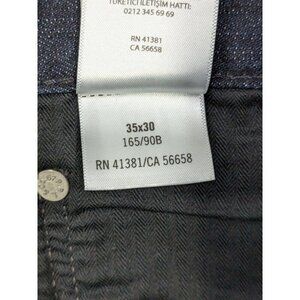 TÜKETİCİ İLETİŞİM HATTI:
0212 345 69 69
RN 41381
CA 56658
35x30
165/90B
RN 41381/CA 56658